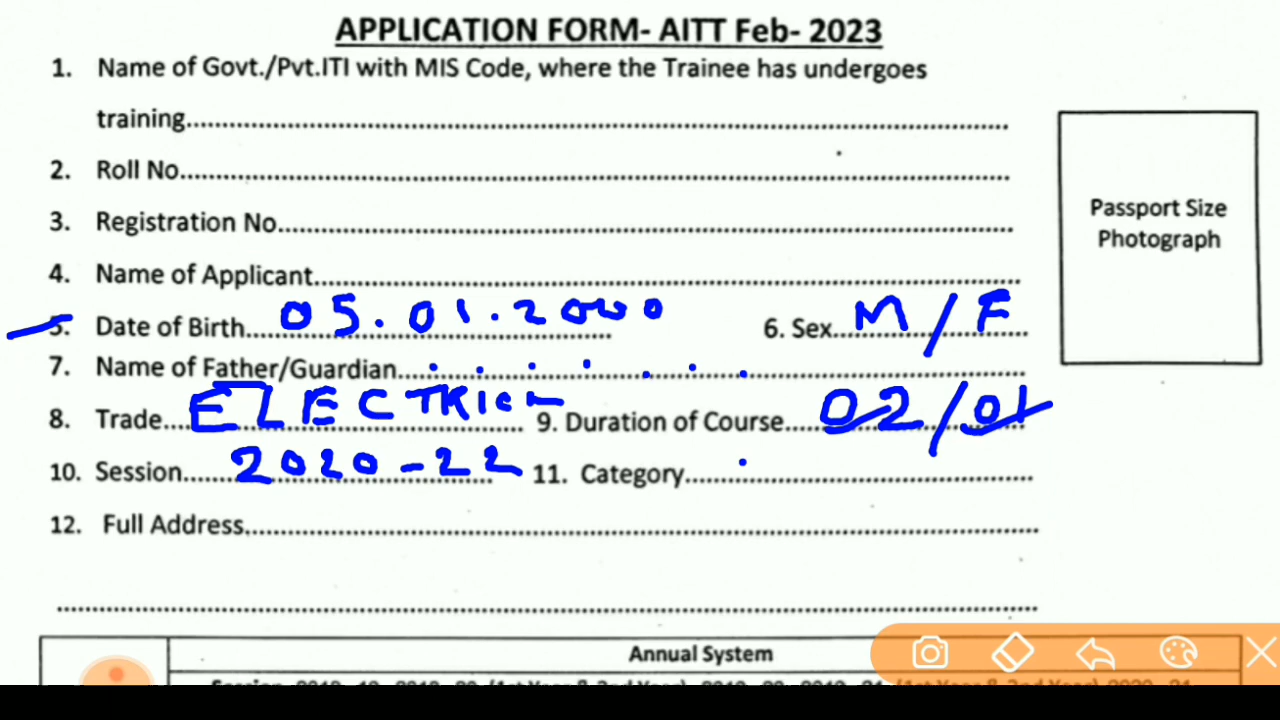 APPLICATION FORM- AITT Feb- 2023
1. Name of Govt./Pvt.ITI with MIS Code, where the Trainee has undergoes
training
2. Roll No
3. Registration No
Passport Size
Photograph
4. Name of Applicant
5. Date of Birth 05.01.2000 6. Sex M/F
7. Name of Father/Guardian
8. Trade ELECTRICI 9. Duration of Course 02/01
10. Session 2020-22 11. Category
12. Full Address
Annual System